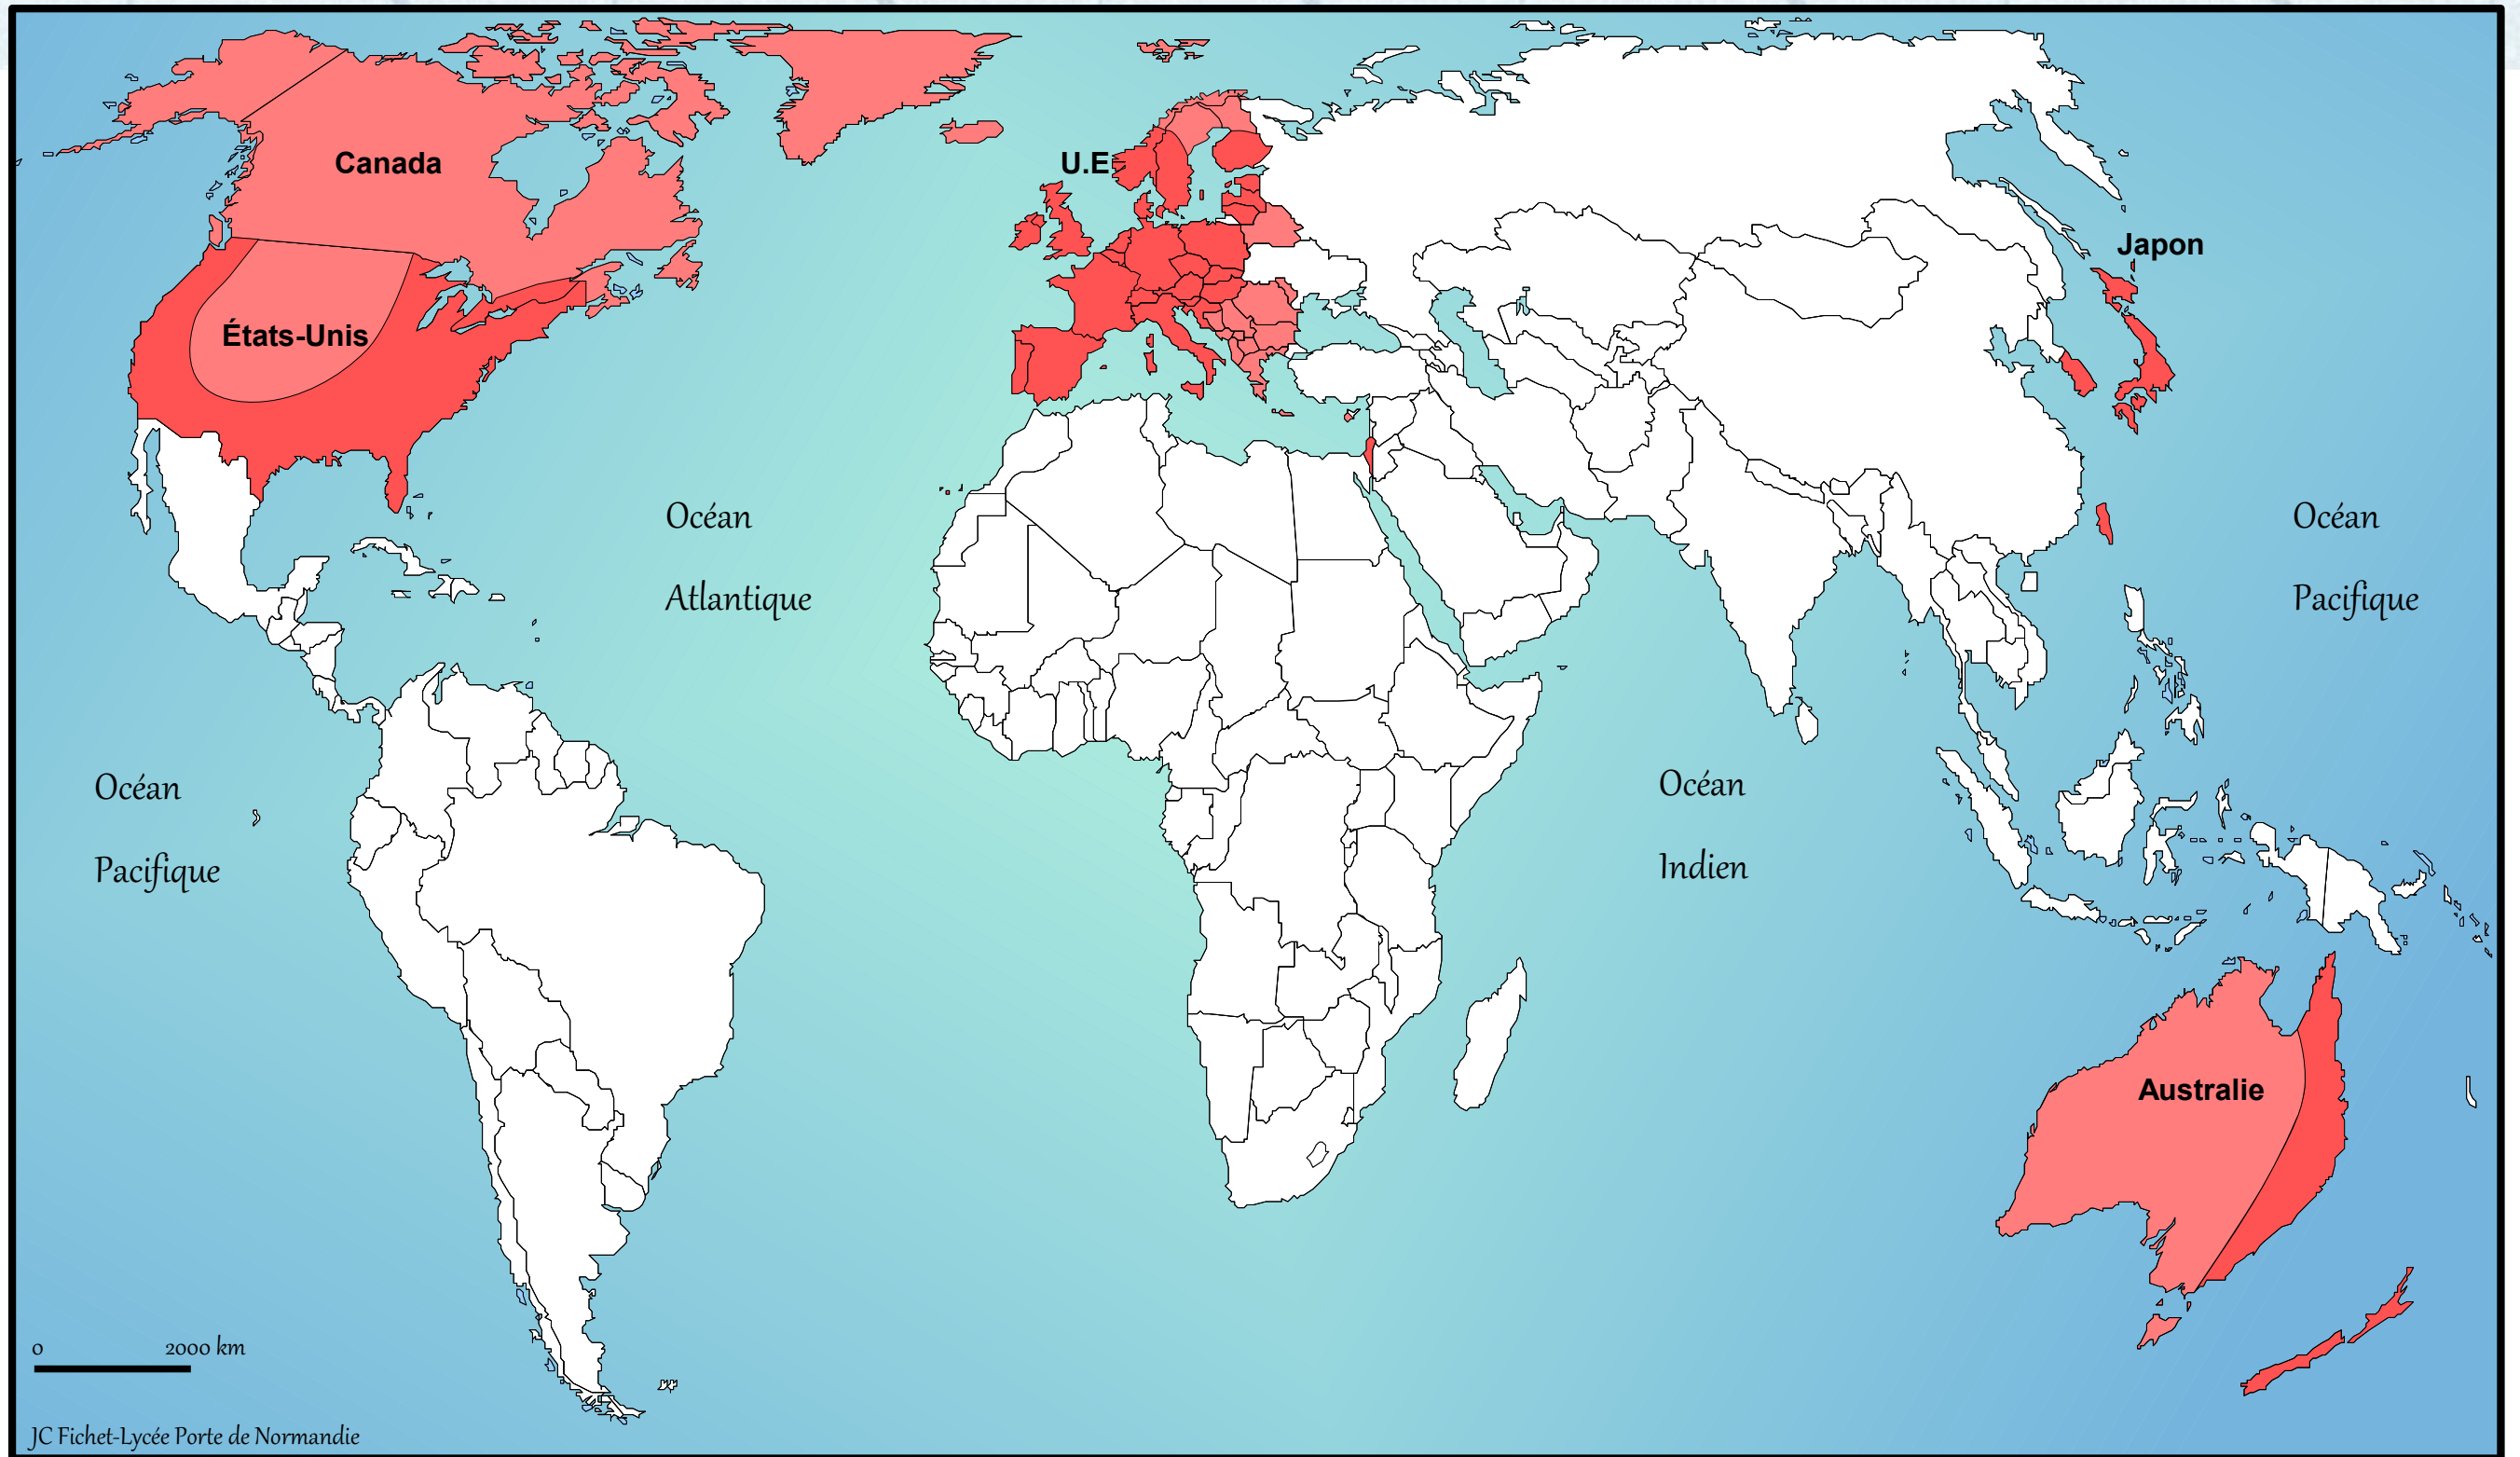 Canada
U.E
Japon
États-Unis
Océan
Atlantique
Océan
Pacifique
Océan
Pacifique
Océan
Indien
Australie
0 2000 km
JC Fichet-Lycée Porte de Normandie